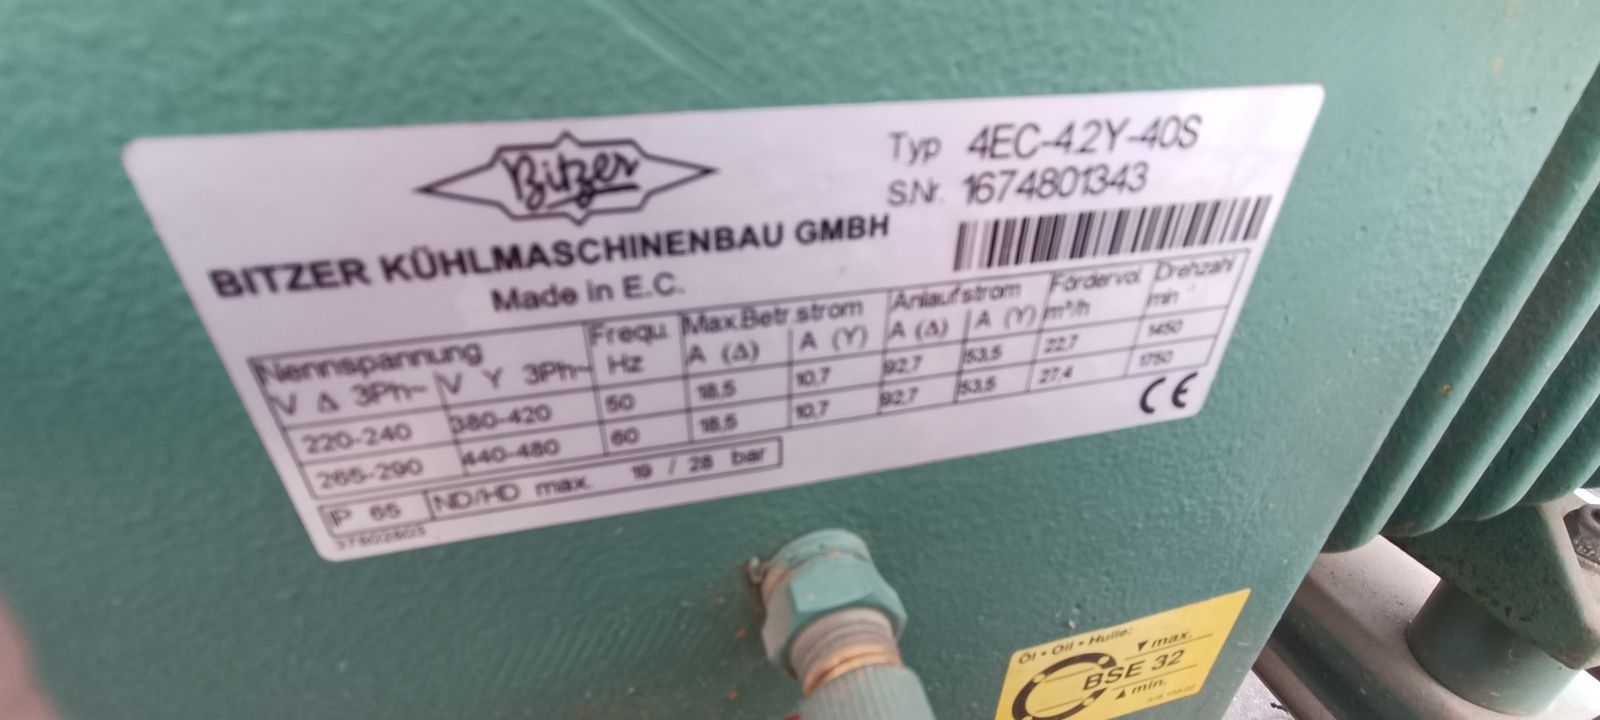 Bitzer
Typ 4EC-4.2Y-40S
S.Nr. 1674801343
BITZER KÜHLMASCHINENBAU GMBH
Made in E.C.
Nennspannung Frequ. Max.Betr.strom Anlaufstrom Fördervol. Drehzahl
V Δ 3Ph~ V Y 3Ph~ Hz A (Δ) A (Y) A (Δ) A (Y) m³/h min
220-240 380-420 50 18,5 10,7 92,7 53,5 22,7 1450
265-290 440-480 60 18,5 10,7 92,7 53,5 27,4 1750
IP 65 ND/HD max. 19 / 28 bar
CE
Öl • Oil • Huile:
max.
BSE 32
min.